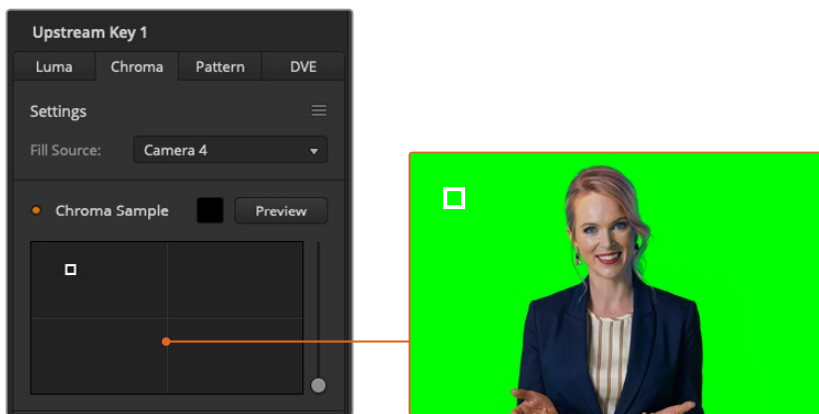 Upstream Key 1
Luma Chroma Pattern DVE
Settings
Fill Source: Camera 4
Chroma Sample Preview